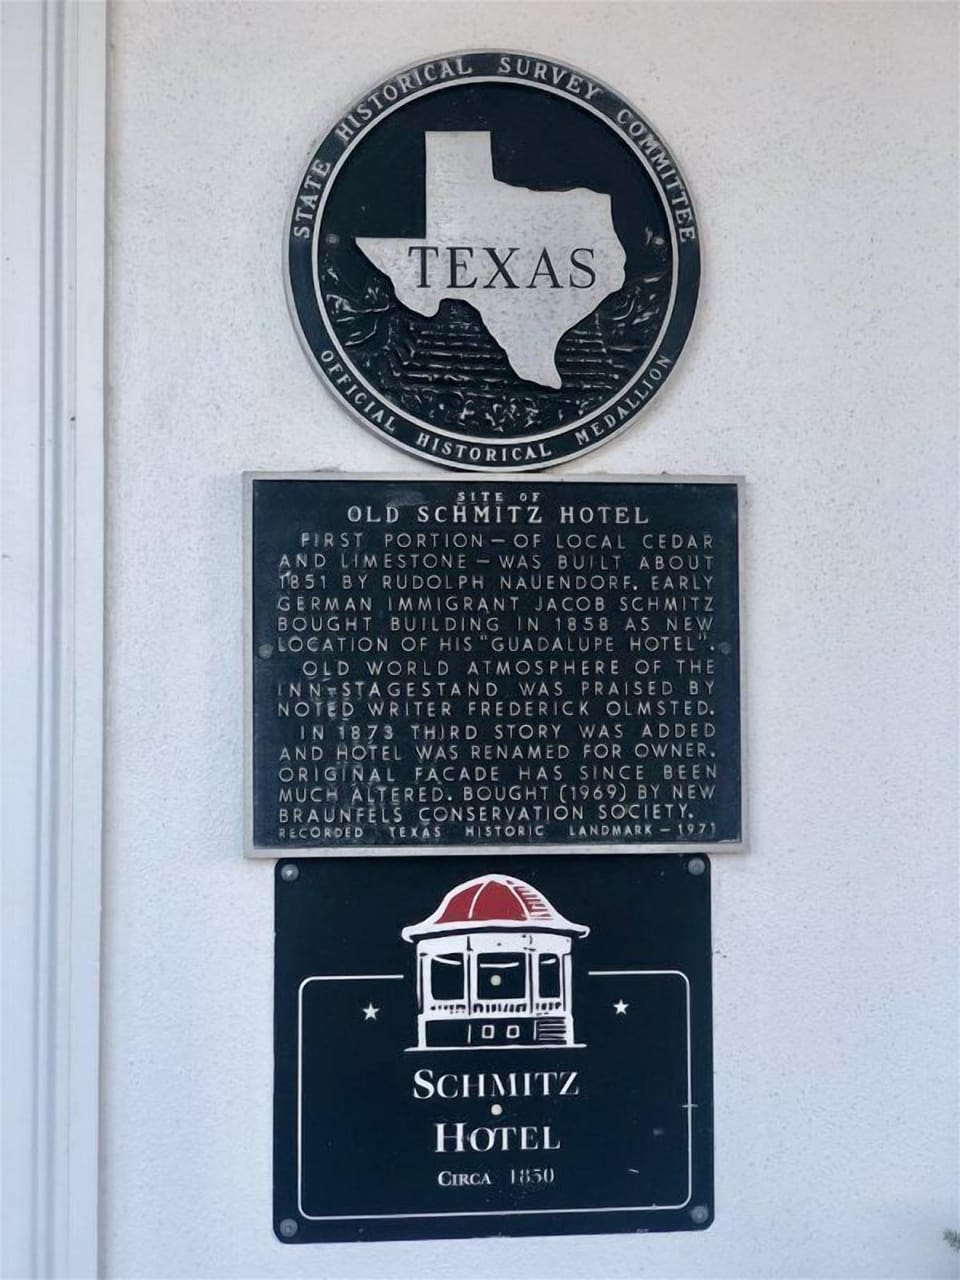 STATE HISTORICAL SURVEY COMMITTEE
TEXAS
OFFICIAL HISTORICAL MEDALLION
SITE OF
OLD SCHMITZ HOTEL
FIRST PORTION — OF LOCAL CEDAR
AND LIMESTONE — WAS BUILT ABOUT
1851 BY RUDOLPH NAUENDORF. EARLY
GERMAN IMMIGRANT JACOB SCHMITZ
BOUGHT BUILDING IN 1858 AS NEW
LOCATION OF HIS "GUADALUPE HOTEL".
OLD WORLD ATMOSPHERE OF THE
INN-STAGESTAND WAS PRAISED BY
NOTED WRITER FREDERICK OLMSTED.
IN 1873 THIRD STORY WAS ADDED
AND HOTEL WAS RENAMED FOR OWNER.
ORIGINAL FACADE HAS SINCE BEEN
MUCH ALTERED. BOUGHT (1969) BY NEW
BRAUNFELS CONSERVATION SOCIETY.
RECORDED TEXAS HISTORIC LANDMARK — 1971
SCHMITZ
HOTEL
CIRCA 1850